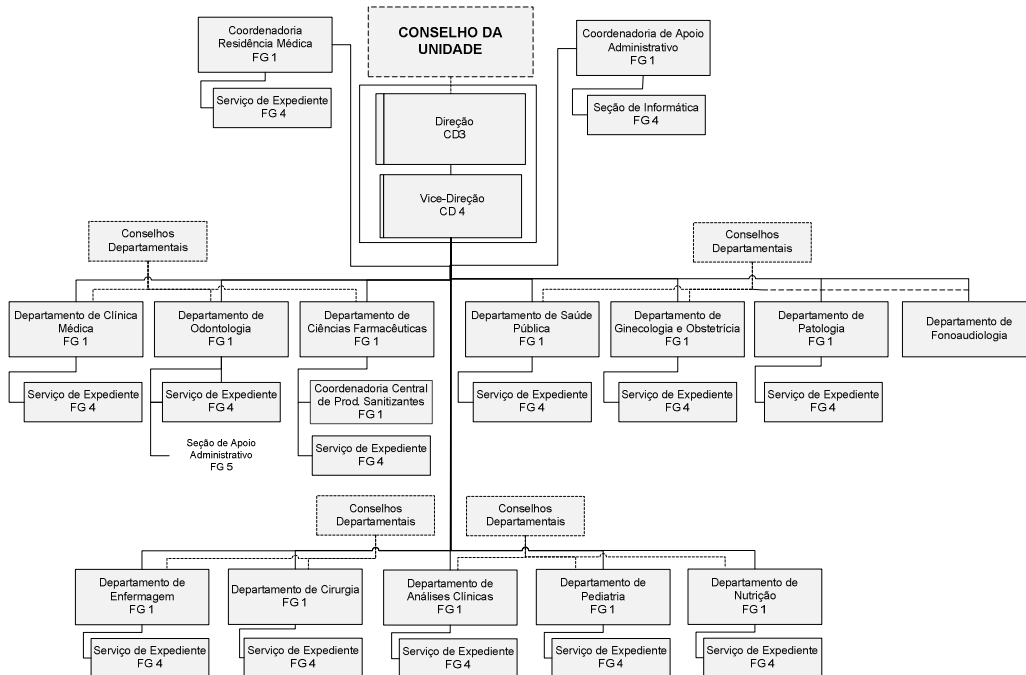 Coordenadoria
Residência Médica
FG 1
Serviço de Expediente
FG 4
CONSELHO DA
UNIDADE
Coordenadoria de Apoio
Administrativo
FG 1
Seção de Informática
FG 4
Direção
CD3
Vice-Direção
CD 4
Conselhos
Departamentais
Conselhos
Departamentais
Departamento de Clínica
Médica
FG 1
Departamento de
Odontologia
FG 1
Departamento de
Ciências Farmacêuticas
FG 1
Departamento de Saúde
Pública
FG 1
Departamento de
Ginecologia e Obstetrícia
FG 1
Departamento de
Patologia
FG 1
Departamento de
Fonoaudiologia
Serviço de Expediente
FG 4
Serviço de Expediente
FG 4
Coordenadoria Central
de Prod. Sanitizantes
FG 1
Serviço de Expediente
FG 4
Serviço de Expediente
FG 4
Serviço de Expediente
FG 4
Seção de Apoio
Administrativo
FG 5
Serviço de Expediente
FG 4
Conselhos
Departamentais
Conselhos
Departamentais
Departamento de
Enfermagem
FG 1
Departamento de Cirurgia
FG 1
Departamento de
Análises Clínicas
FG 1
Departamento de
Pediatria
FG 1
Departamento de
Nutrição
FG 1
Serviço de Expediente
FG 4
Serviço de Expediente
FG 4
Serviço de Expediente
FG 4
Serviço de Expediente
FG 4
Serviço de Expediente
FG 4